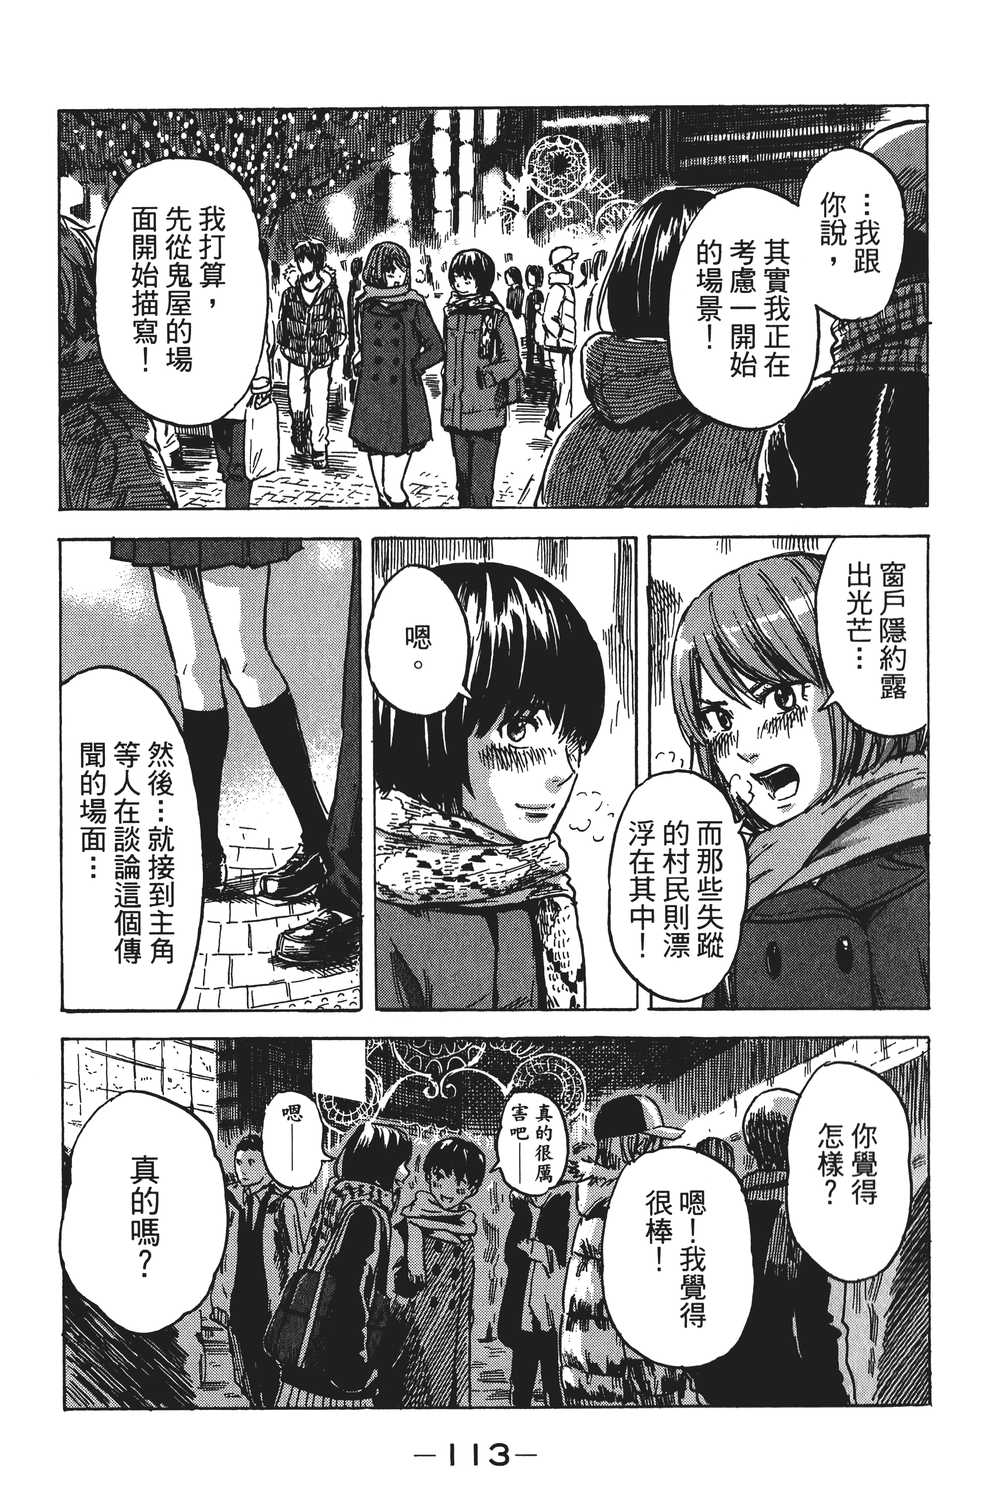 …我跟
你說，
其實我正在
考慮一開始
的場景！
我打算，
先從鬼屋的場
面開始描寫！
窗戶隱約露
出光芒…
而那些失蹤
的村民則漂
浮在其中！
嗯。
然後…就接到主角
等人在談論這個傳
聞的場面…
你覺得
怎樣？
嗯！我覺得
很棒！
真的很厲
害吧──
嗯──
真的嗎？
—113—